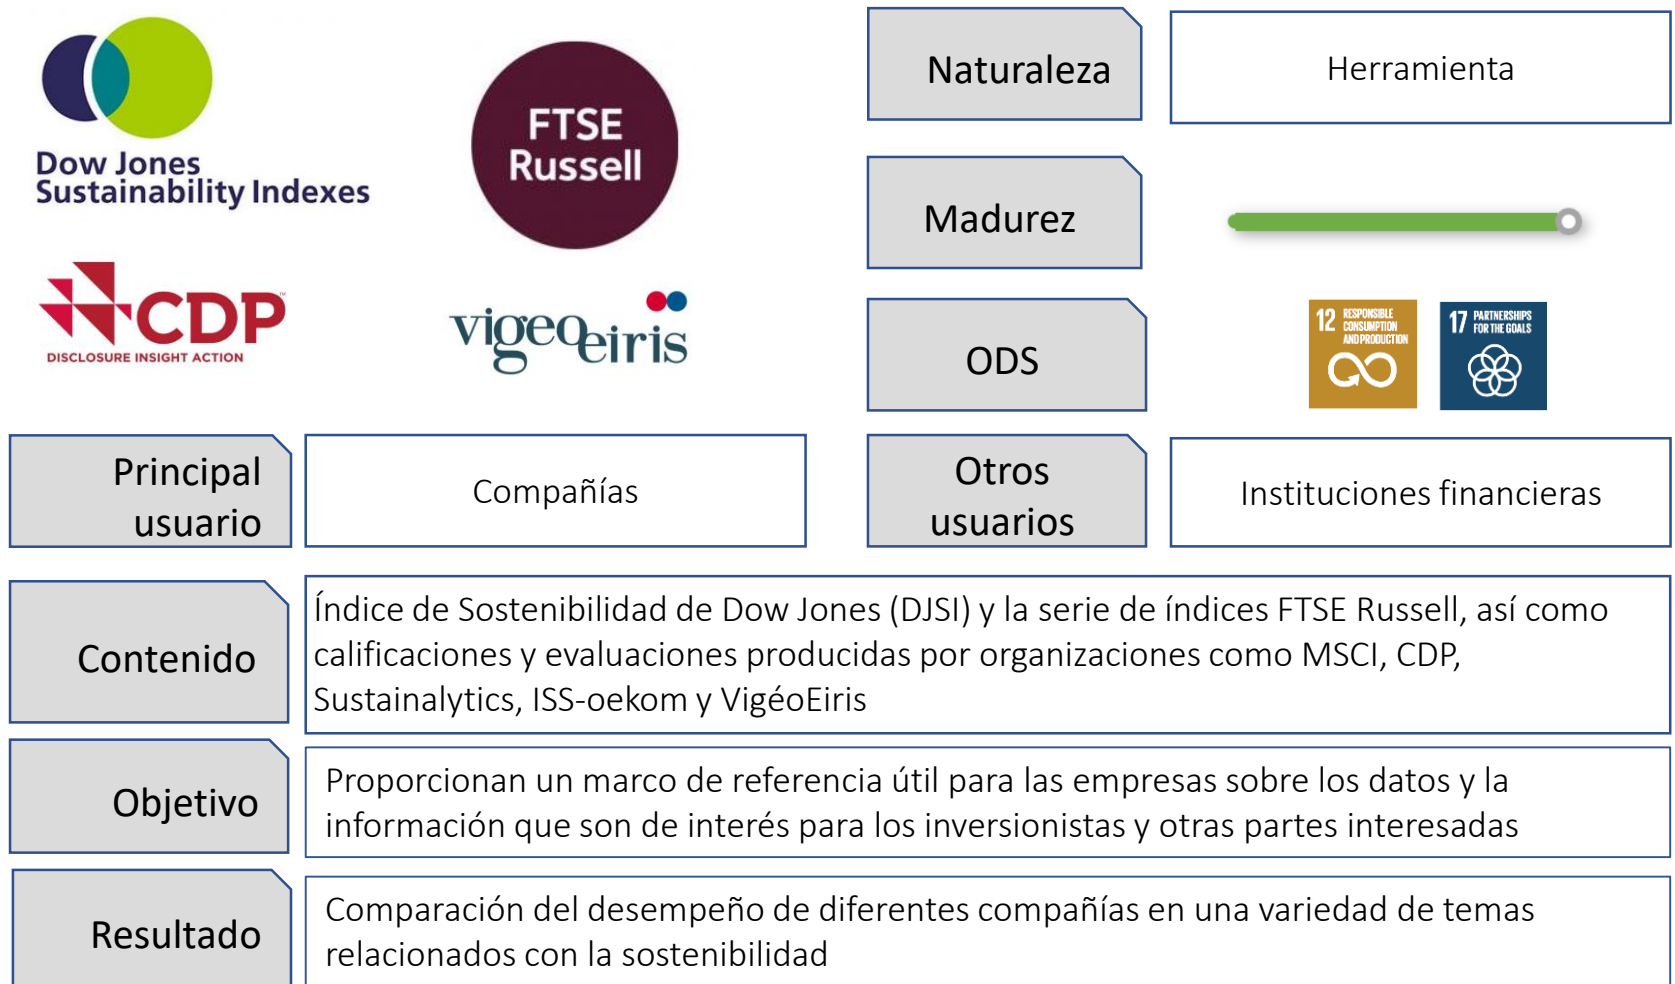 Dow Jones
Sustainability Indexes
FTSE
Russell
CDP™
DISCLOSURE INSIGHT ACTION
vigeoeiris
Naturaleza
Herramienta
Madurez
ODS
12 RESPONSIBLE
CONSUMPTION
AND PRODUCTION
17 PARTNERSHIPS
FOR THE GOALS
Principal
usuario
Compañías
Otros
usuarios
Instituciones financieras
Contenido
Índice de Sostenibilidad de Dow Jones (DJSI) y la serie de índices FTSE Russell, así como
calificaciones y evaluaciones producidas por organizaciones como MSCI, CDP,
Sustainalytics, ISS-oekom y VigéoEiris
Objetivo
Proporcionan un marco de referencia útil para las empresas sobre los datos y la
información que son de interés para los inversionistas y otras partes interesadas
Resultado
Comparación del desempeño de diferentes compañías en una variedad de temas
relacionados con la sostenibilidad